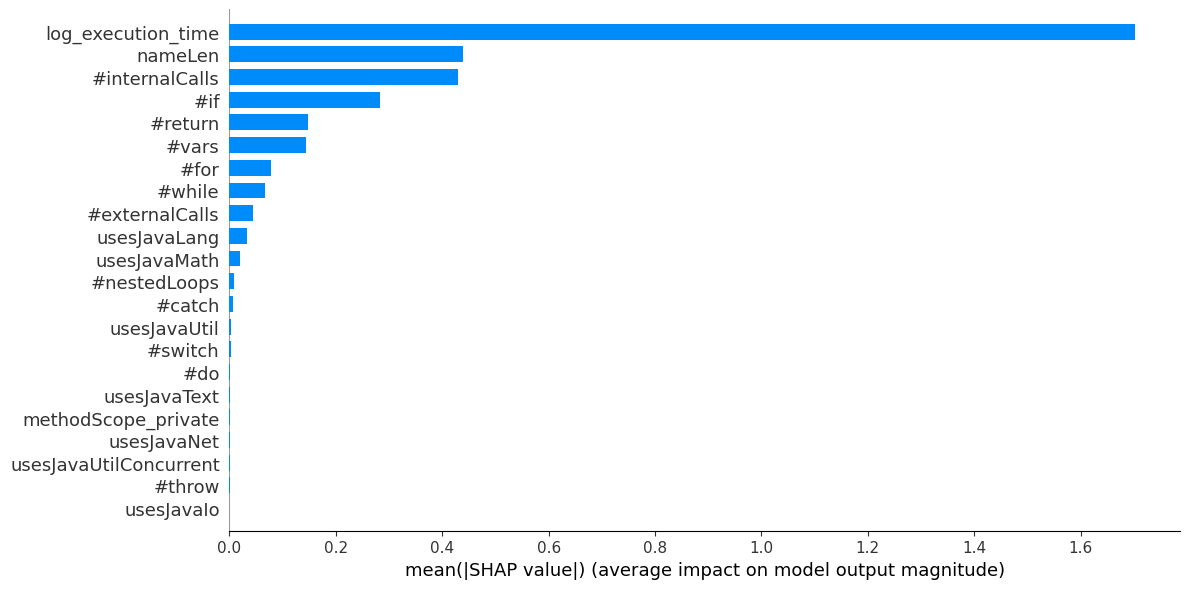 log_execution_time
nameLen
#internalCalls
#if
#return
#vars
#for
#while
#externalCalls
usesJavaLang
usesJavaMath
#nestedLoops
#catch
usesJavaUtil
#switch
#do
usesJavaText
methodScope_private
usesJavaNet
usesJavaUtilConcurrent
#throw
usesJavaIo
0.0 0.2 0.4 0.6 0.8 1.0 1.2 1.4 1.6
mean(|SHAP value|) (average impact on model output magnitude)